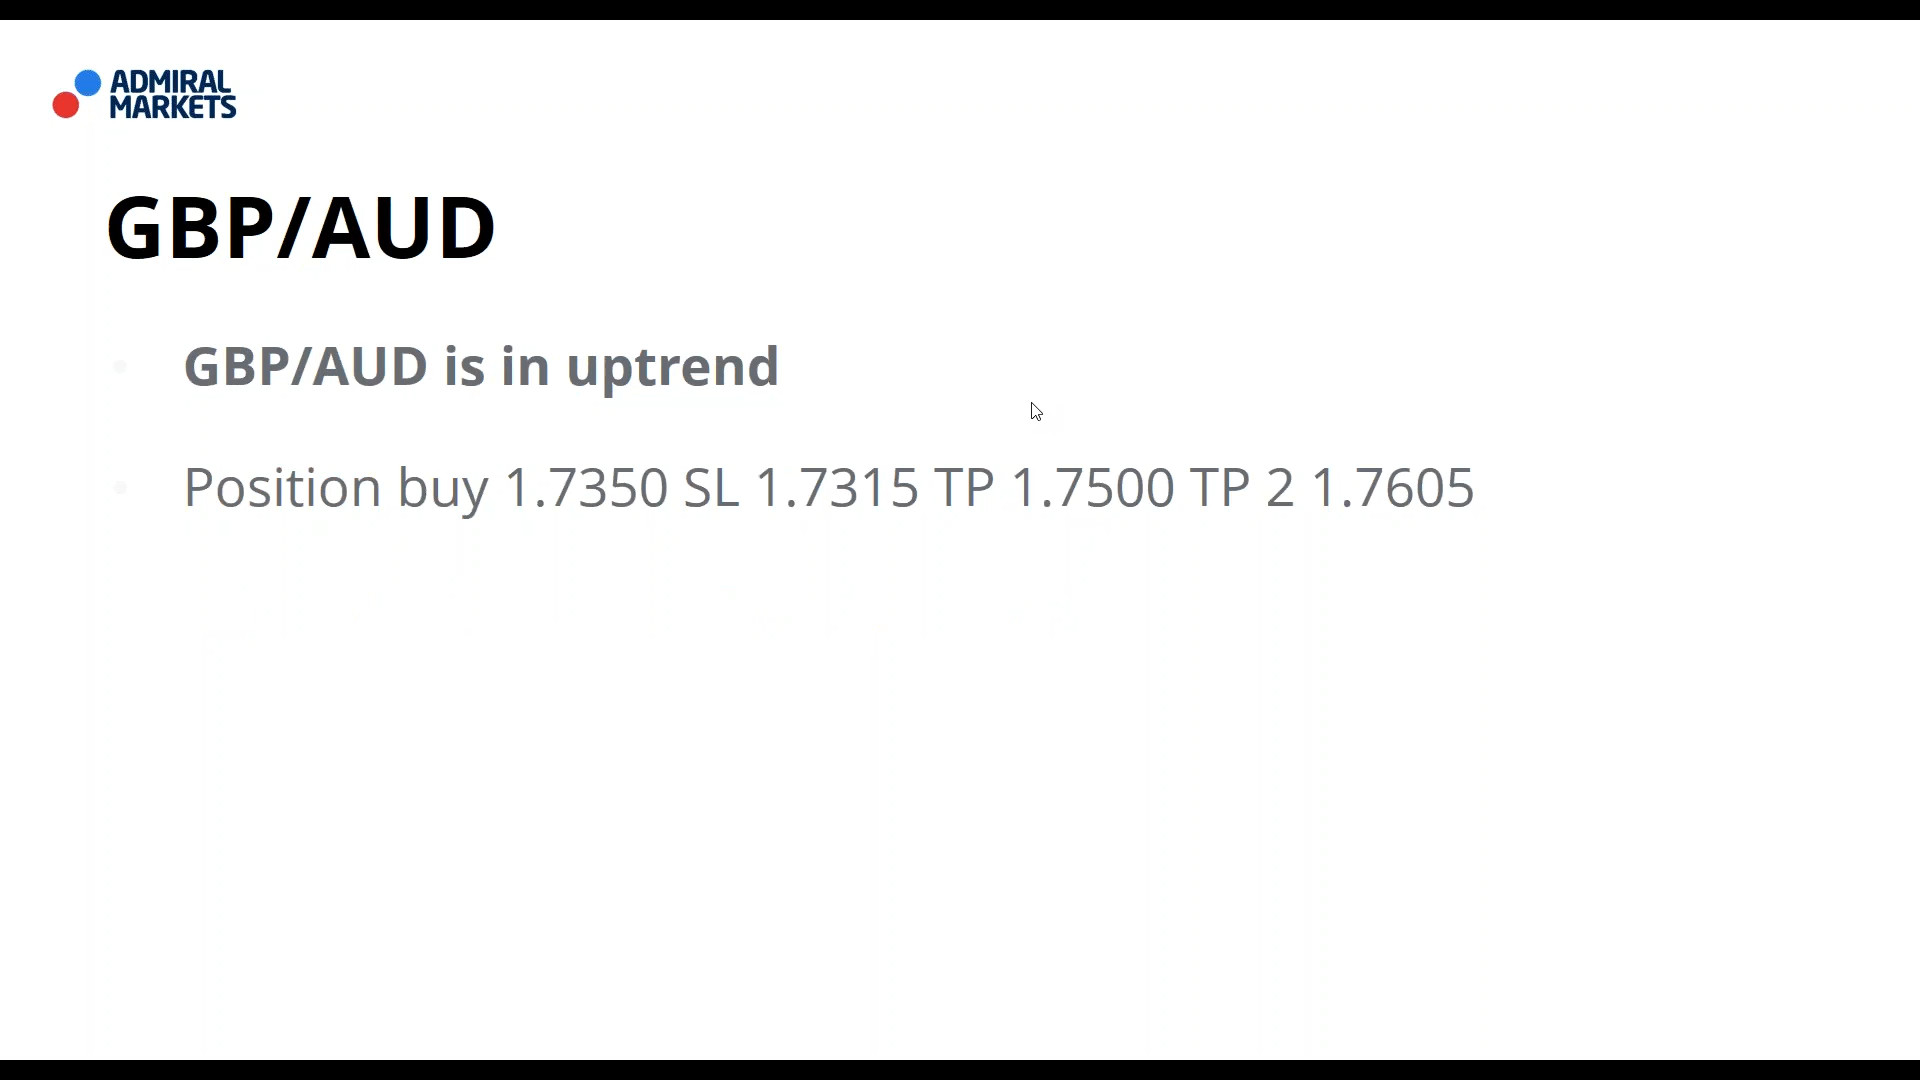 ADMIRAL
MARKETS
GBP/AUD
GBP/AUD is in uptrend
Position buy 1.7350 SL 1.7315 TP 1.7500 TP 2 1.7605